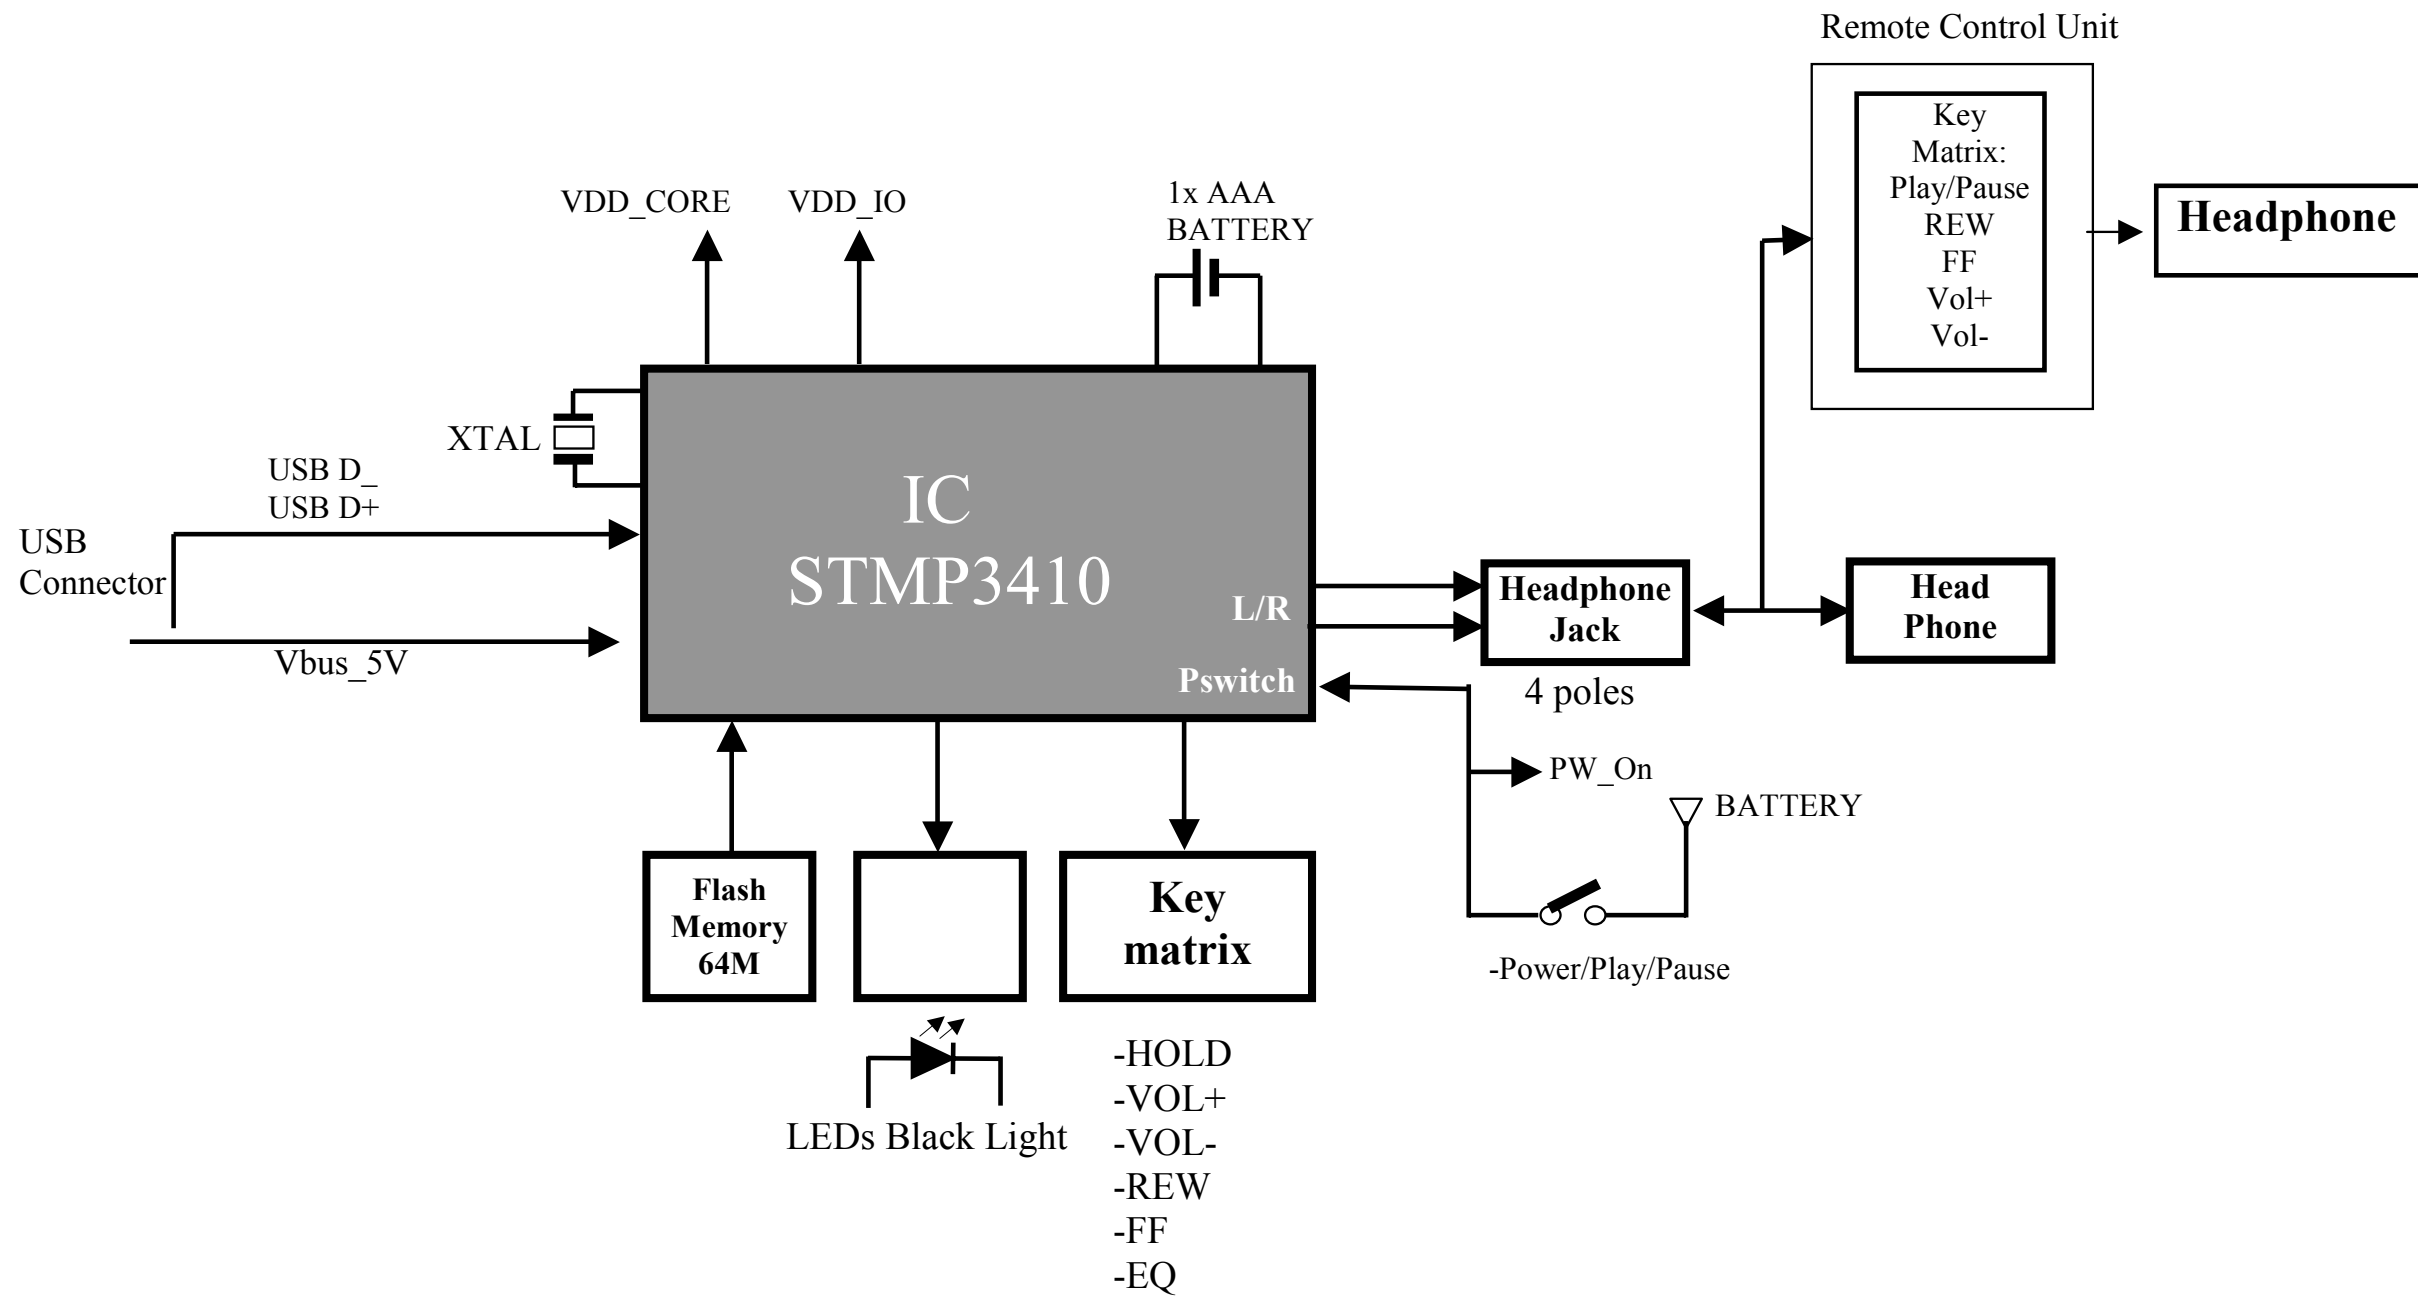 Remote Control Unit
Key
Matrix:
Play/Pause
REW
FF
Vol+
Vol-
Headphone
VDD_CORE
VDD_IO
1x AAA
BATTERY
XTAL
USB D_
USB D+
USB
Connector
Vbus_5V
IC
STMP3410
L/R
Pswitch
Headphone
Jack
4 poles
Head
Phone
PW_On
BATTERY
-Power/Play/Pause
Flash
Memory
64M
Key
matrix
LEDs Black Light
-HOLD
-VOL+
-VOL-
-REW
-FF
-EQ